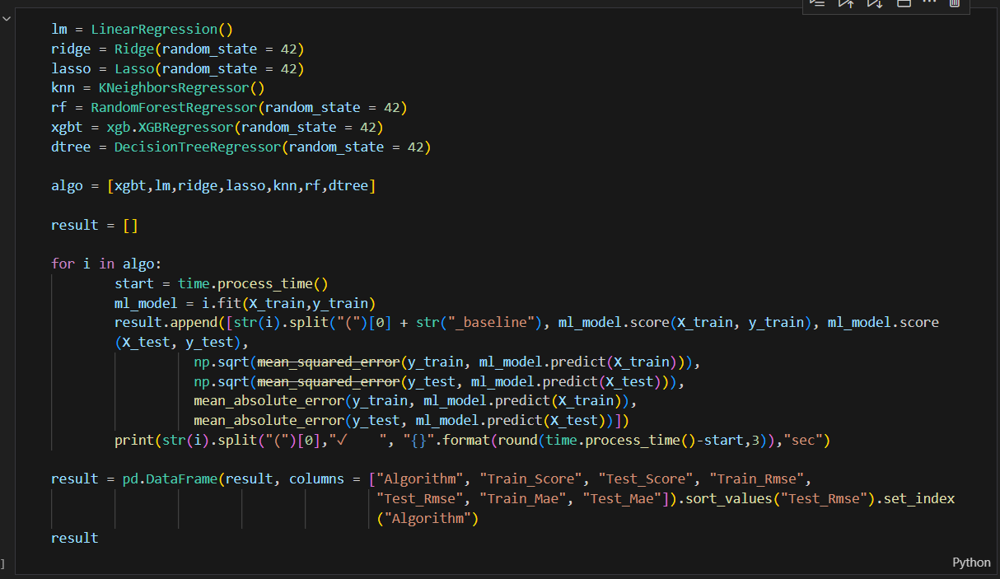 lm = LinearRegression()
ridge = Ridge(random_state = 42)
lasso = Lasso(random_state = 42)
knn = KNeighborsRegressor()
rf = RandomForestRegressor(random_state = 42)
xgbt = xgb.XGBRegressor(random_state = 42)
dtree = DecisionTreeRegressor(random_state = 42)
algo = [xgbt,lm,ridge,lasso,knn,rf,dtree]
result = []
for i in algo:
start = time.process_time()
ml_model = i.fit(X_train,y_train)
result.append([str(i).split("(")[0] + str("_baseline"), ml_model.score(X_train, y_train), ml_model.score
(X_test, y_test),
np.sqrt(mean_squared_error(y_train, ml_model.predict(X_train))),
np.sqrt(mean_squared_error(y_test, ml_model.predict(X_test))),
mean_absolute_error(y_train, ml_model.predict(X_train)),
mean_absolute_error(y_test, ml_model.predict(X_test))])
print(str(i).split("(")[0],"✓    ", "{}".format(round(time.process_time()-start,3)),"sec")
result = pd.DataFrame(result, columns = ["Algorithm", "Train_Score", "Test_Score", "Train_Rmse",
"Test_Rmse", "Train_Mae", "Test_Mae"]).sort_values("Test_Rmse").set_index
("Algorithm")
result
]
Python